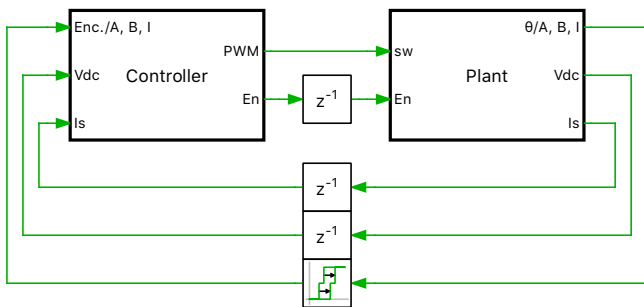 Enc./A, B, I
PWM
Vdc
Controller
En
Is
z⁻¹
θ/A, B, I
sw
Vdc
Plant
En
Is
z⁻¹
z⁻¹